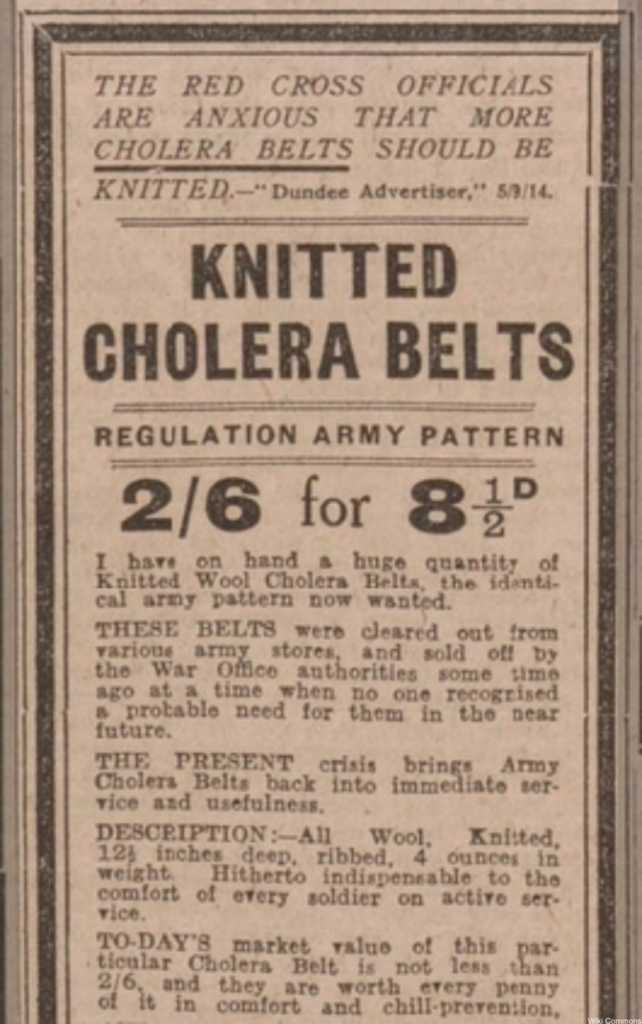 THE RED CROSS OFFICIALS
ARE ANXIOUS THAT MORE
CHOLERA BELTS SHOULD BE
KNITTED.—"Dundee Advertiser," 5/9/14.
KNITTED
CHOLERA BELTS
REGULATION ARMY PATTERN
2/6 for 8½D
I have on hand a huge quantity of
Knitted Wool Cholera Belts, the identi-
cal army pattern now wanted.
THESE BELTS were cleared out from
various army stores, and sold off by
the War Office authorities some time
ago at a time when no one recognised
a probable need for them in the near
future.
THE PRESENT crisis brings Army
Cholera Belts back into immediate ser-
vice and usefulness.
DESCRIPTION:—All Wool, Knitted,
12½ inches deep, ribbed, 4 ounces in
weight. Hitherto indispensable to the
comfort of every soldier on active ser-
vice.
TO-DAY'S market value of this par-
ticular Cholera Belt is not less than
2/6, and they are worth every penny
of it in comfort and chill-prevention,
Wiki Commons